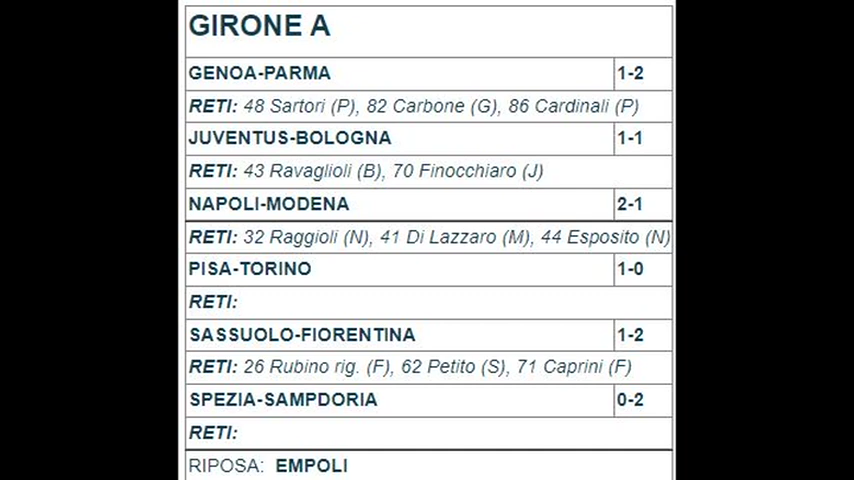 GIRONE A
GENOA-PARMA 1-2
RETI: 48 Sartori (P), 82 Carbone (G), 86 Cardinali (P)
JUVENTUS-BOLOGNA 1-1
RETI: 43 Ravaglioli (B), 70 Finocchiaro (J)
NAPOLI-MODENA 2-1
RETI: 32 Raggioli (N), 41 Di Lazzaro (M), 44 Esposito (N)
PISA-TORINO 1-0
RETI:
SASSUOLO-FIORENTINA 1-2
RETI: 26 Rubino rig. (F), 62 Petito (S), 71 Caprini (F)
SPEZIA-SAMPDORIA 0-2
RETI:
RIPOSA: EMPOLI